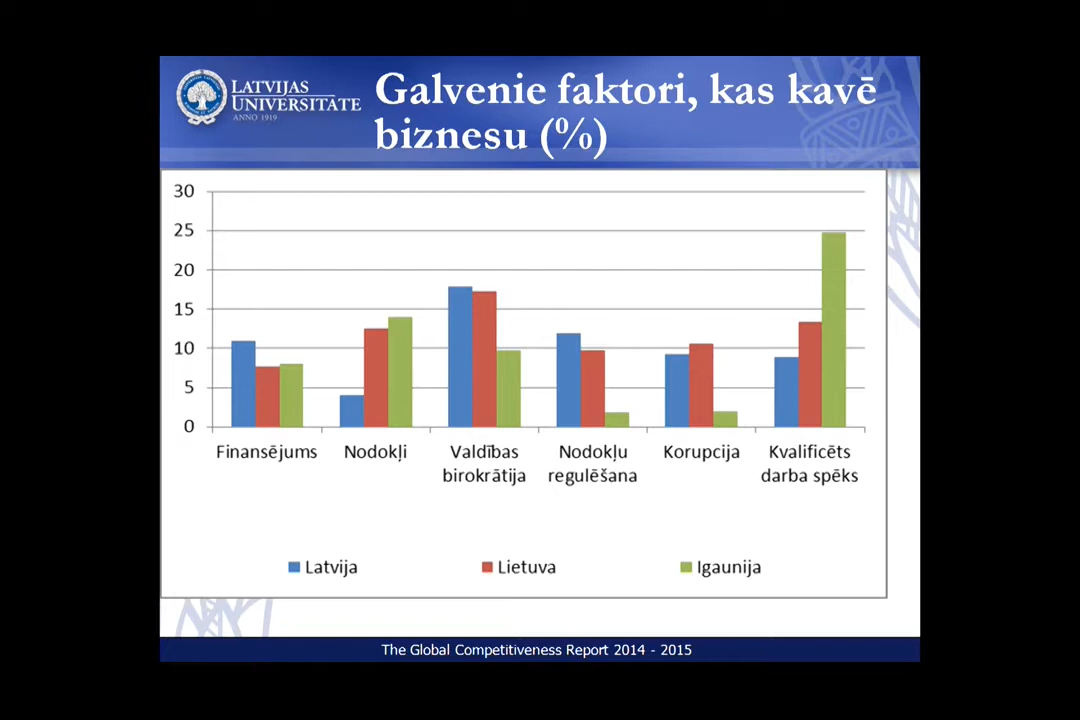 LATVIJAS
UNIVERSITĀTE
ANNO 1919
Galvenie faktori, kas kavē
biznesu (%)
30
25
20
15
10
5
0
Finansējums
Nodokļi
Valdības
birokrātija
Nodokļu
regulēšana
Korupcija
Kvalificēts
darba spēks
Latvija
Lietuva
Igaunija
The Global Competitiveness Report 2014 - 2015